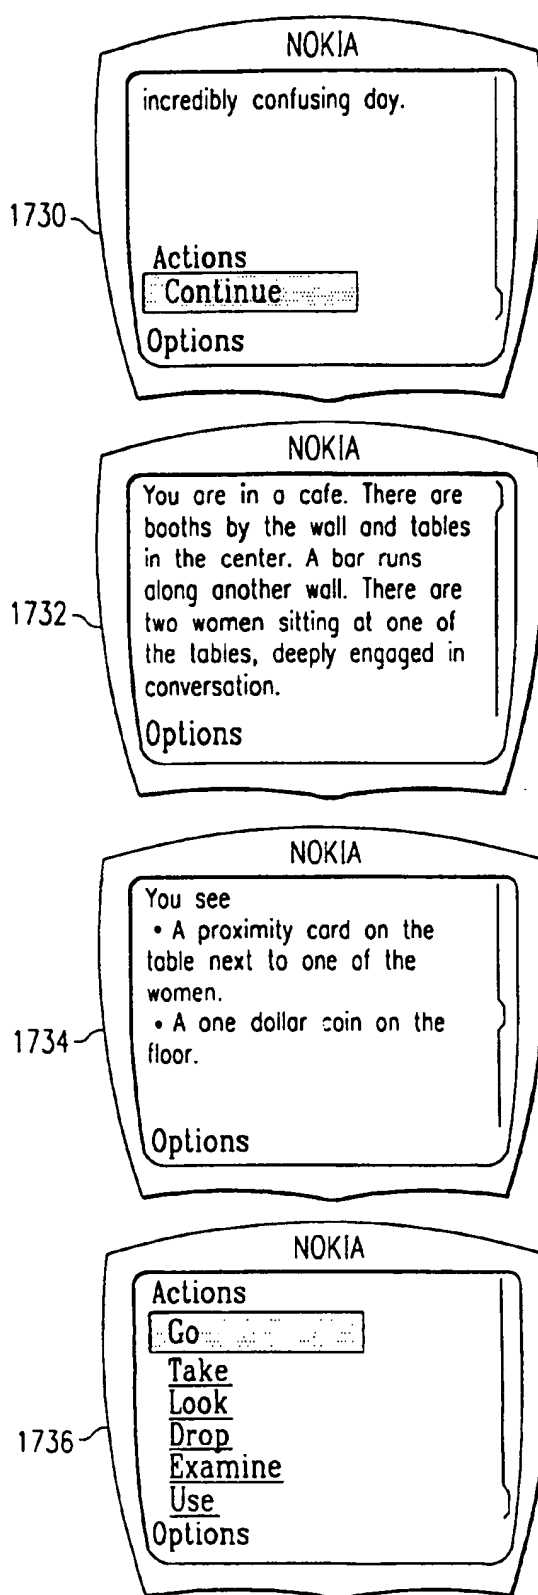 NOKIA
incredibly confusing day.
1730
Actions
Continue
Options
NOKIA
You are in a cafe. There are
booths by the wall and tables
in the center. A bar runs
along another wall. There are
1732
two women sitting at one of
the tables, deeply engaged in
conversation.
Options
NOKIA
You see
• A proximity card on the
table next to one of the
women.
• A one dollar coin on the
1734
floor.
Options
NOKIA
Actions
Go
Take
Look
Drop
1736
Examine
Use
Options